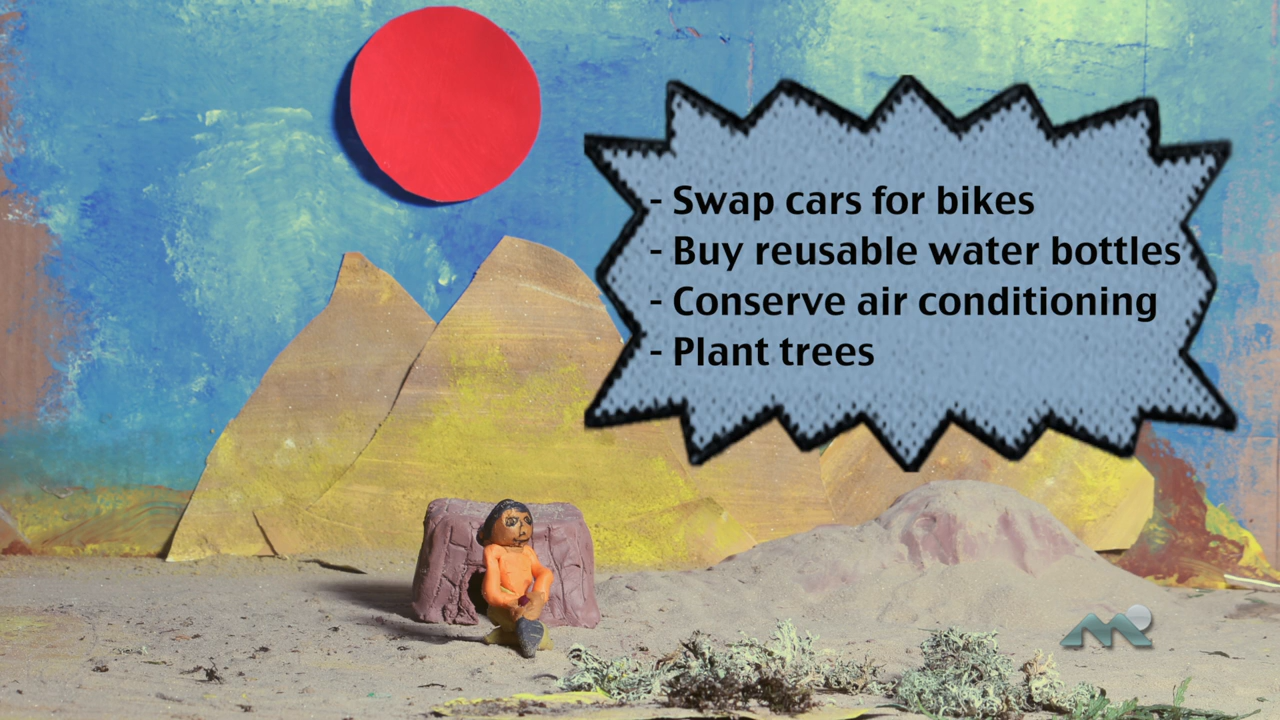 - Swap cars for bikes
- Buy reusable water bottles
- Conserve air conditioning
- Plant trees